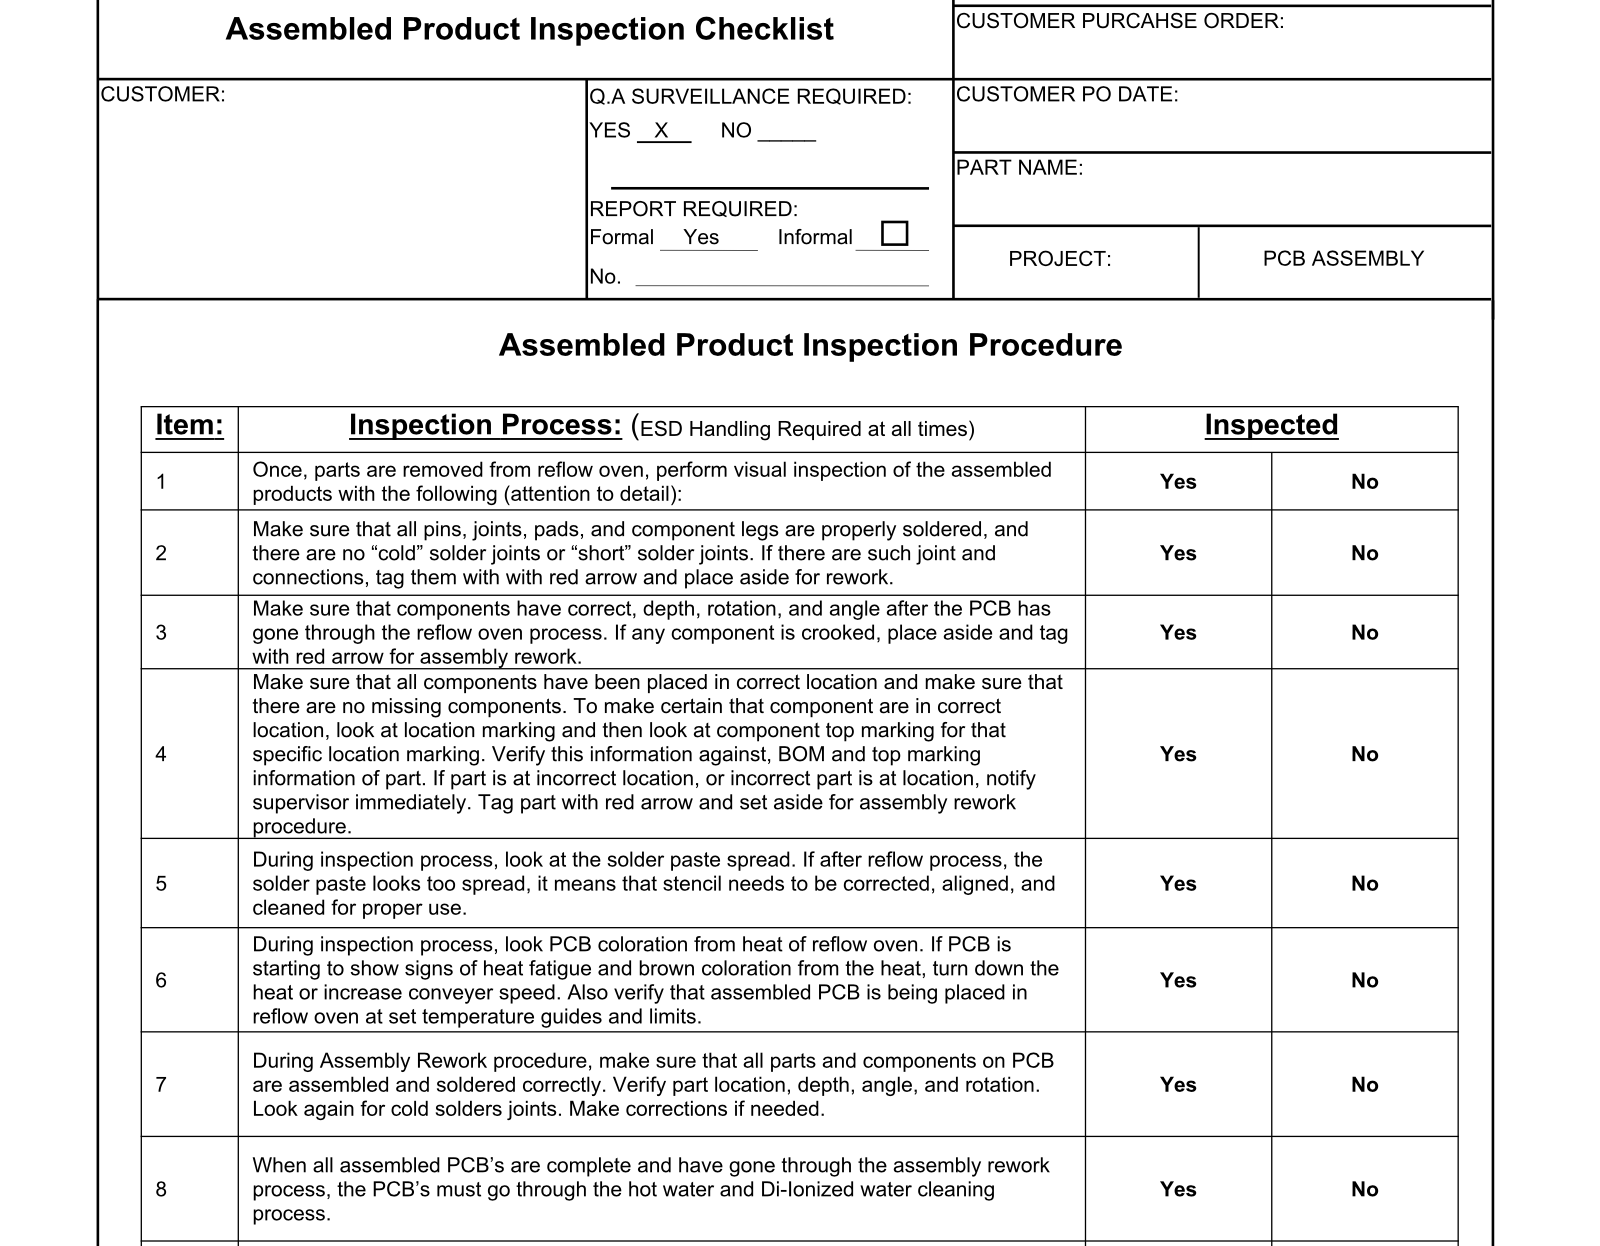 Assembled Product Inspection Checklist
CUSTOMER PURCAHSE ORDER:
CUSTOMER:
Q.A SURVEILLANCE REQUIRED:
YES X NO _____
REPORT REQUIRED:
Formal Yes Informal
No.
CUSTOMER PO DATE:
PART NAME:
PROJECT:
PCB ASSEMBLY
Assembled Product Inspection Procedure
Item: Inspection Process: (ESD Handling Required at all times) Inspected
1
Once, parts are removed from reflow oven, perform visual inspection of the assembled
products with the following (attention to detail):
Yes No
2
Make sure that all pins, joints, pads, and component legs are properly soldered, and
there are no “cold” solder joints or “short” solder joints. If there are such joint and
connections, tag them with with red arrow and place aside for rework.
Yes No
3
Make sure that components have correct, depth, rotation, and angle after the PCB has
gone through the reflow oven process. If any component is crooked, place aside and tag
with red arrow for assembly rework.
Yes No
4
Make sure that all components have been placed in correct location and make sure that
there are no missing components. To make certain that component are in correct
location, look at location marking and then look at component top marking for that
specific location marking. Verify this information against, BOM and top marking
information of part. If part is at incorrect location, or incorrect part is at location, notify
supervisor immediately. Tag part with red arrow and set aside for assembly rework
procedure.
Yes No
5
During inspection process, look at the solder paste spread. If after reflow process, the
solder paste looks too spread, it means that stencil needs to be corrected, aligned, and
cleaned for proper use.
Yes No
6
During inspection process, look PCB coloration from heat of reflow oven. If PCB is
starting to show signs of heat fatigue and brown coloration from the heat, turn down the
heat or increase conveyer speed. Also verify that assembled PCB is being placed in
reflow oven at set temperature guides and limits.
Yes No
7
During Assembly Rework procedure, make sure that all parts and components on PCB
are assembled and soldered correctly. Verify part location, depth, angle, and rotation.
Look again for cold solders joints. Make corrections if needed.
Yes No
8
When all assembled PCB’s are complete and have gone through the assembly rework
process, the PCB’s must go through the hot water and Di-Ionized water cleaning
process.
Yes No